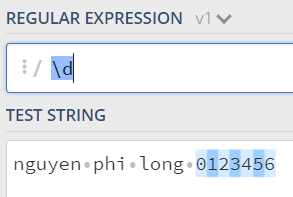 REGULAR EXPRESSION v1
/ \d
TEST STRING
nguyen·phi·long·0123456